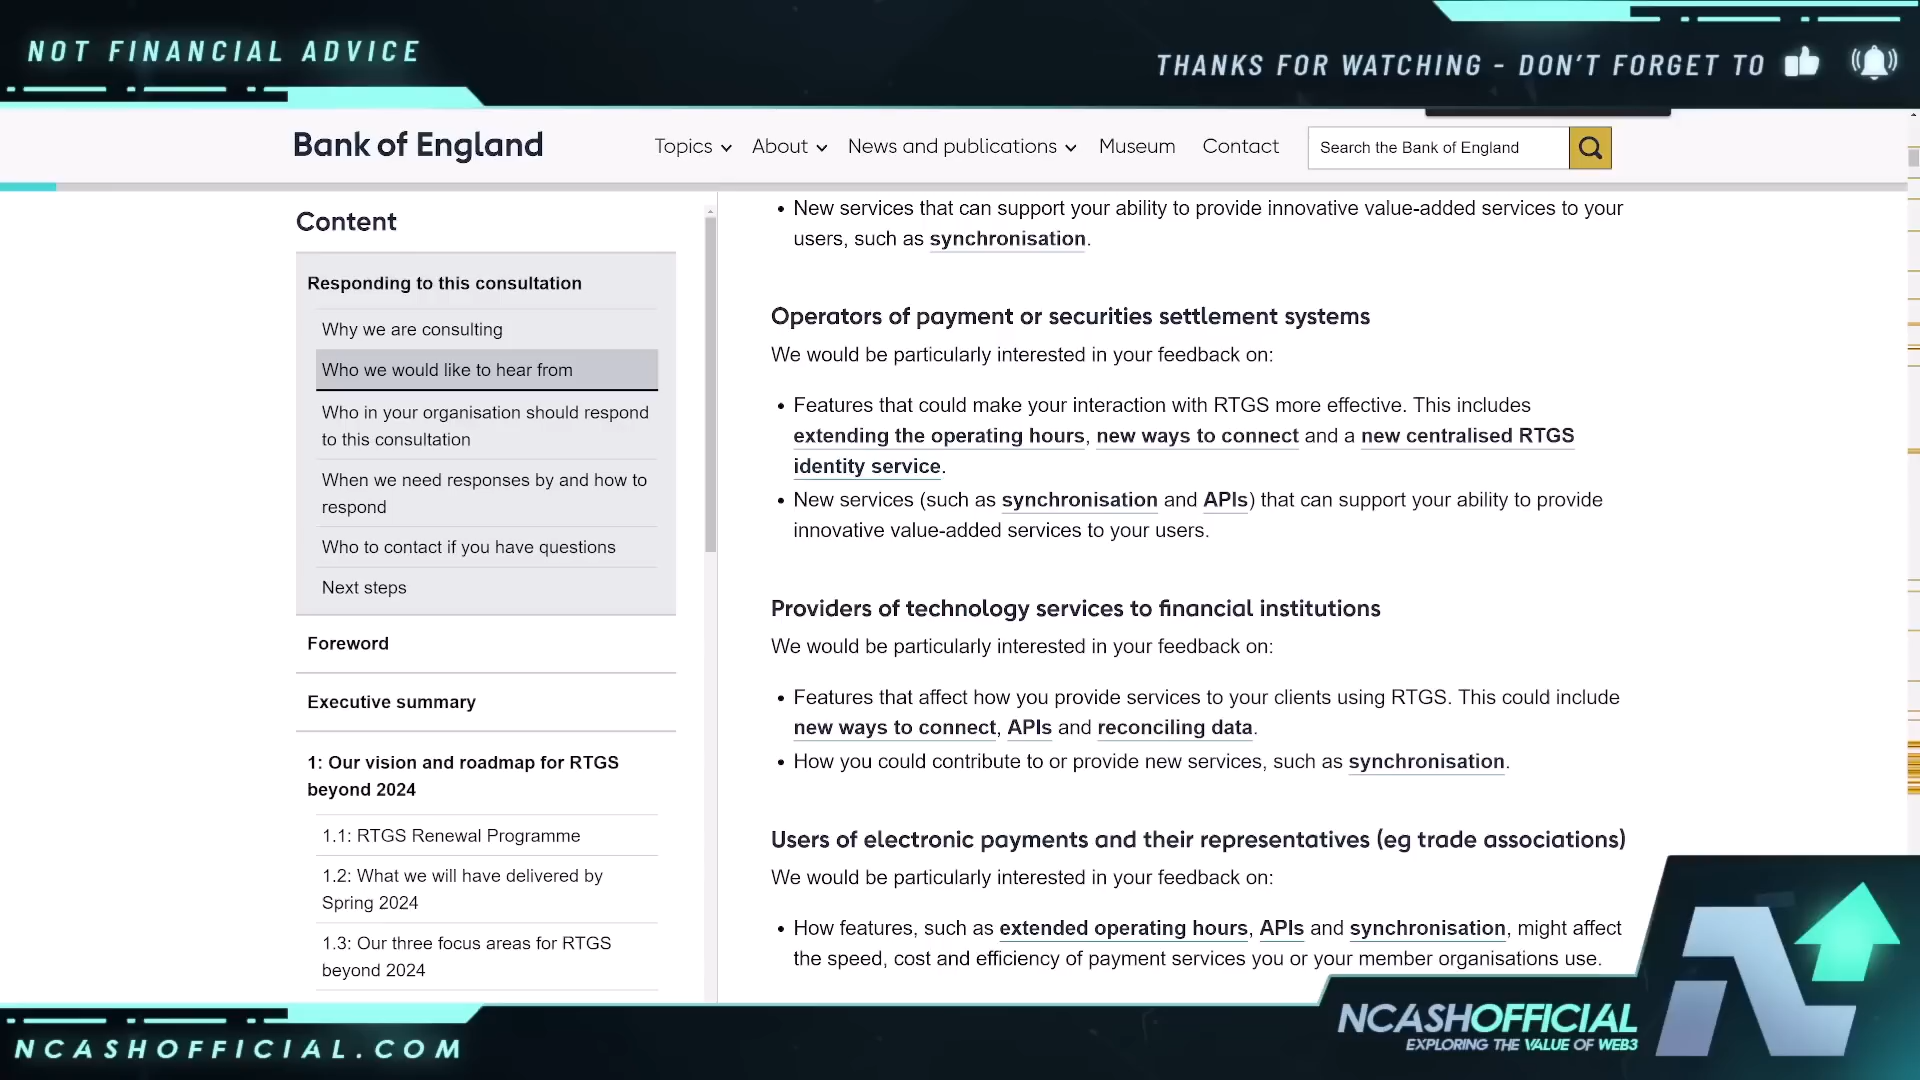 NOT FINANCIAL ADVICE
THANKS FOR WATCHING - DON'T FORGET TO
Bank of England
Topics
About
News and publications
Museum
Contact
Search the Bank of England
Content
Responding to this consultation
Why we are consulting
Who we would like to hear from
Who in your organisation should respond
to this consultation
When we need responses by and how to
respond
Who to contact if you have questions
Next steps
Foreword
Executive summary
1: Our vision and roadmap for RTGS
beyond 2024
1.1: RTGS Renewal Programme
1.2: What we will have delivered by
Spring 2024
1.3: Our three focus areas for RTGS
beyond 2024
• New services that can support your ability to provide innovative value-added services to your
users, such as synchronisation.
Operators of payment or securities settlement systems
We would be particularly interested in your feedback on:
• Features that could make your interaction with RTGS more effective. This includes
extending the operating hours, new ways to connect and a new centralised RTGS
identity service.
• New services (such as synchronisation and APIs) that can support your ability to provide
innovative value-added services to your users.
Providers of technology services to financial institutions
We would be particularly interested in your feedback on:
• Features that affect how you provide services to your clients using RTGS. This could include
new ways to connect, APIs and reconciling data.
• How you could contribute to or provide new services, such as synchronisation.
Users of electronic payments and their representatives (eg trade associations)
We would be particularly interested in your feedback on:
• How features, such as extended operating hours, APIs and synchronisation, might affect
the speed, cost and efficiency of payment services you or your member organisations use.
NCASHOFFICIAL.COM
NCASHOFFICIAL
EXPLORING THE VALUE OF WEB3